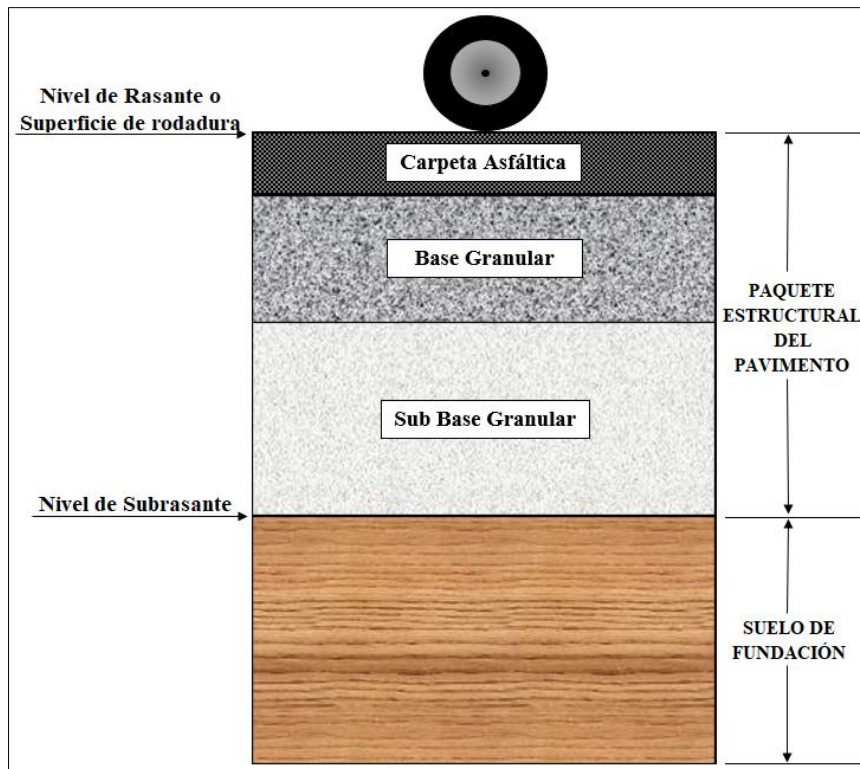 Nivel de Rasante o
Superficie de rodadura
Carpeta Asfáltica
Base Granular
PAQUETE
ESTRUCTURAL
DEL
PAVIMENTO
Sub Base Granular
Nivel de Subrasante
SUELO DE
FUNDACIÓN